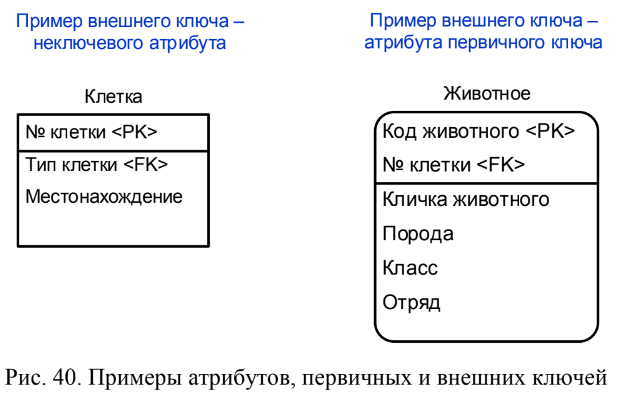 Пример внешнего ключа –
неключевого атрибута
Пример внешнего ключа –
атрибута первичного ключа
Клетка
№ клетки <PK>
Тип клетки <FK>
Местонахождение
Животное
Код животного <PK>
№ клетки <FK>
Кличка животного
Порода
Класс
Отряд
Рис. 40. Примеры атрибутов, первичных и внешних ключей